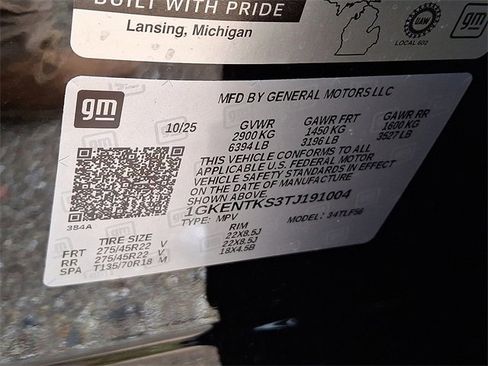 BUILT WITH PRIDE
Lansing, Michigan
UAW
LOCAL 602
gm
gm
MFD BY GENERAL MOTORS LLC
10/25 GVWR GAWR FRT GAWR RR
2900 KG 1450 KG 1600 KG
6394 LB 3196 LB 3527 LB
THIS VEHICLE CONFORMS TO ALL
APPLICABLE U.S. FEDERAL MOTOR
VEHICLE SAFETY STANDARDS IN EFFECT
ON THE DATE OF MANUFACTURE
SHOWN ABOVE.
1GKENTKS3TJ191004
TYPE: MPV MODEL: 34TLF56
384A
TIRE SIZE RIM
FRT 275/45R22 V 22X8.5J
RR 275/45R22 V 22X8.5J
SPA T135/70R18 M 18X4.5B